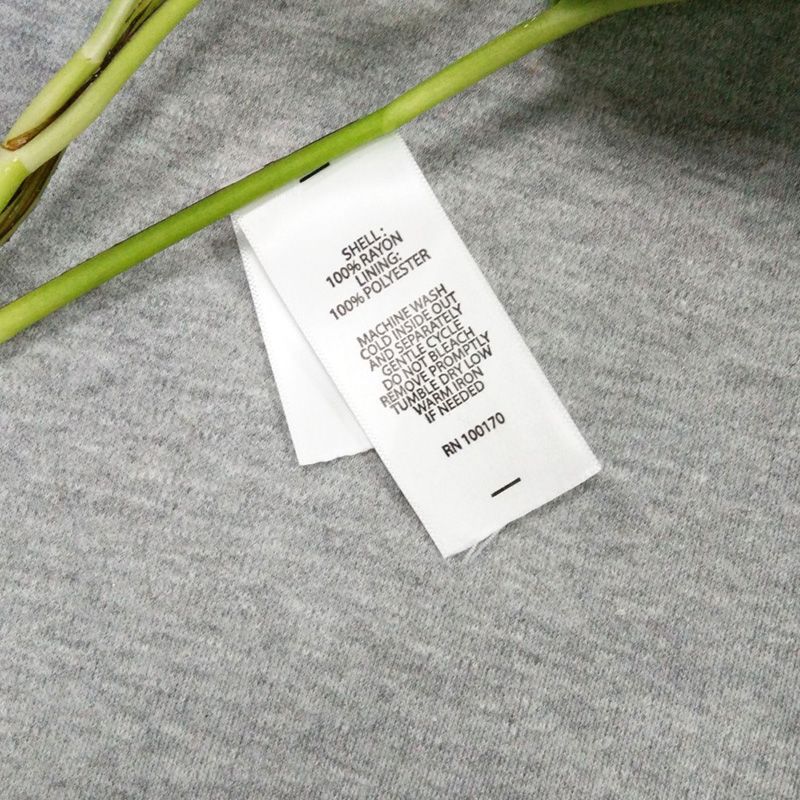 SHELL:
100% RAYON
LINING:
100% POLYESTER
MACHINE WASH
COLD INSIDE OUT
AND SEPARATELY
GENTLE CYCLE
DO NOT BLEACH
REMOVE PROMPTLY
TUMBLE DRY LOW
WARM IRON
IF NEEDED
RN 100170